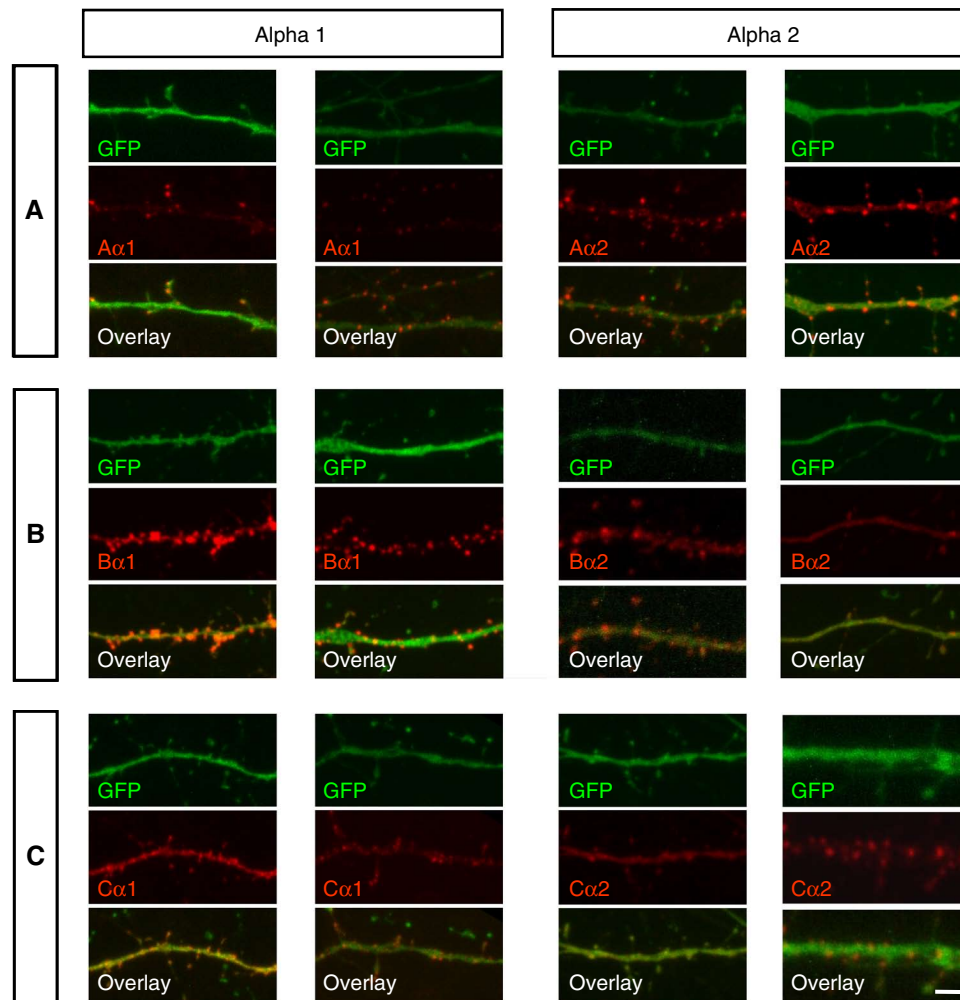 Alpha 1
Alpha 2
A
GFP
GFP
GFP
GFP
Aα1
Aα1
Aα2
Aα2
Overlay
Overlay
Overlay
Overlay
B
GFP
GFP
GFP
GFP
Bα1
Bα1
Bα2
Bα2
Overlay
Overlay
Overlay
Overlay
C
GFP
GFP
GFP
GFP
Cα1
Cα1
Cα2
Cα2
Overlay
Overlay
Overlay
Overlay